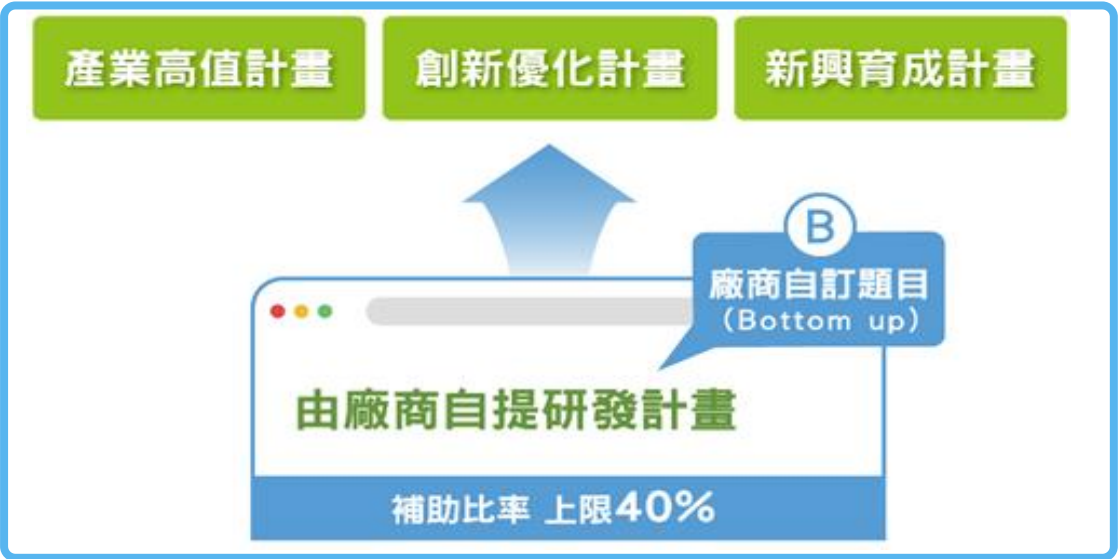 產業高值計畫
創新優化計畫
新興育成計畫
B
廠商自訂題目
(Bottom up)
由廠商自提研發計畫
補助比率 上限40%